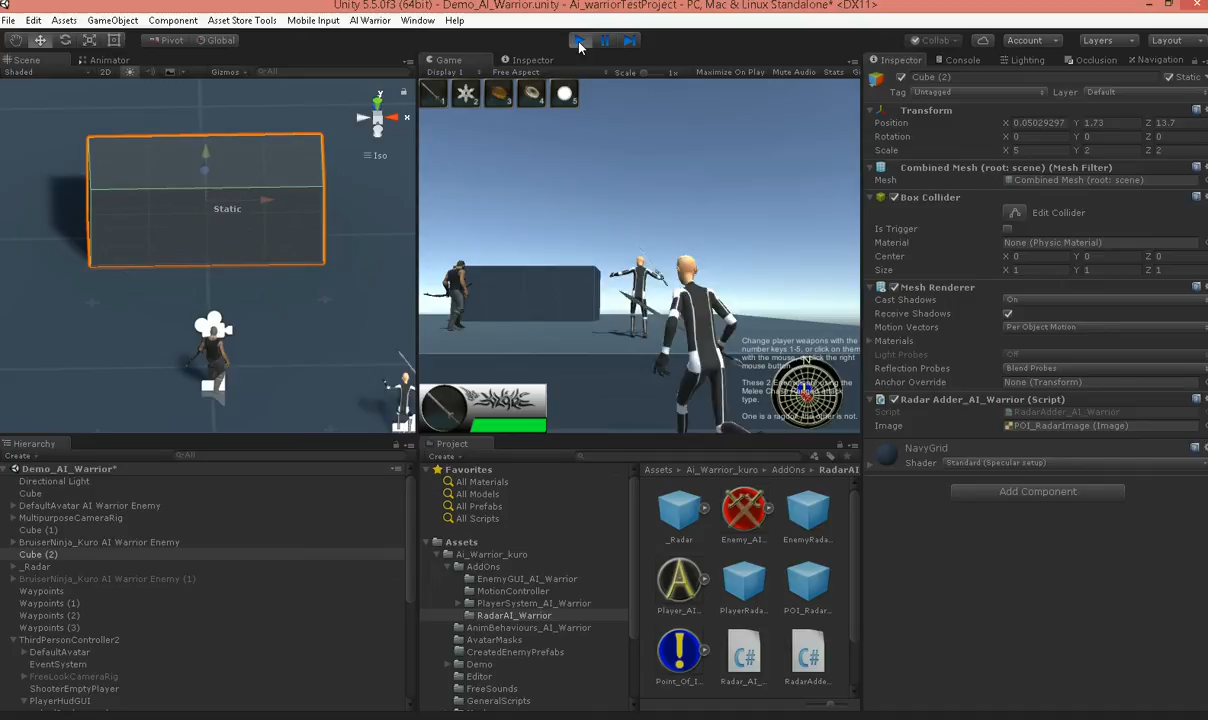 Unity 5.5.0f3 (64bit) - Demo_AI_Warrior.unity - Ai_warriorTestProject - PC, Mac & Linux Standalone* <DX11>
File Edit Assets GameObject Component Asset Store Tools Mobile Input AI Warrior Window Help
Pivot Global Collab Account Layers Layout
Scene Animator Game Inspector Inspector Console Lighting Occlusion Navigation
Shaded 2D Gizmos All Display 1 Free Aspect Scale 1x Maximize On Play Mute Audio Stats
Cube (2) Static
Tag Untagged Layer Default
Transform
Position X 0.05029297 Y 1.73 Z 13.7
Rotation X 0 Y 0 Z 0
Scale X 5 Y 2 Z 2
Combined Mesh (root: scene) (Mesh Filter)
Mesh Combined Mesh (root: scene)
Box Collider
Edit Collider
Is Trigger
Material None (Physic Material)
Center X 0 Y 0 Z 0
Size X 1 Y 1 Z 1
Mesh Renderer
Cast Shadows On
Receive Shadows
Motion Vectors Per Object Motion
Materials
Light Probes Off
Reflection Probes Blend Probes
Anchor Override None (Transform)
Radar Adder_AI_Warrior (Script)
Script RadarAdder_AI_Warrior
Image POI_RadarImage (Image)
NavyGrid
Shader Standard (Specular setup)
Add Component
y
x
Iso
Static
1 2 3 4 5
Change player weapons with the
number keys 1-5, or click on them
with the mouse
mouse button
N
type.
Hierarchy
Create All
Demo_AI_Warrior*
Directional Light
Cube
DefaultAvatar AI Warrior Enemy
MultipurposeCameraRig
Cube (1)
BruiserNinja_Kuro AI Warrior Enemy
Cube (2)
_Radar
BruiserNinja_Kuro AI Warrior Enemy (1)
Waypoints
Waypoints (1)
Waypoints (2)
Waypoints (3)
ThirdPersonController2
DefaultAvatar
EventSystem
FreeLookCameraRig
ShooterEmptyPlayer
PlayerHudGUI
Project
Create
Favorites
All Materials
All Models
All Prefabs
All Scripts
Assets
Ai_Warrior_kuro
AddOns
EnemyGUI_AI_Warrior
MotionController
PlayerSystem_AI_Warrior
RadarAI_Warrior
AnimBehaviours_AI_Warrior
AvatarMasks
CreatedEnemyPrefabs
Demo
Editor
FreeSounds
GeneralScripts
Assets Ai_Warrior_kuro AddOns RadarAI
_Radar Enemy_AI... EnemyRada...
A
Player_AI... PlayerRada... POI_Radar...
C# C#
Point_Of_I... Radar_AI_... RadarAdde...